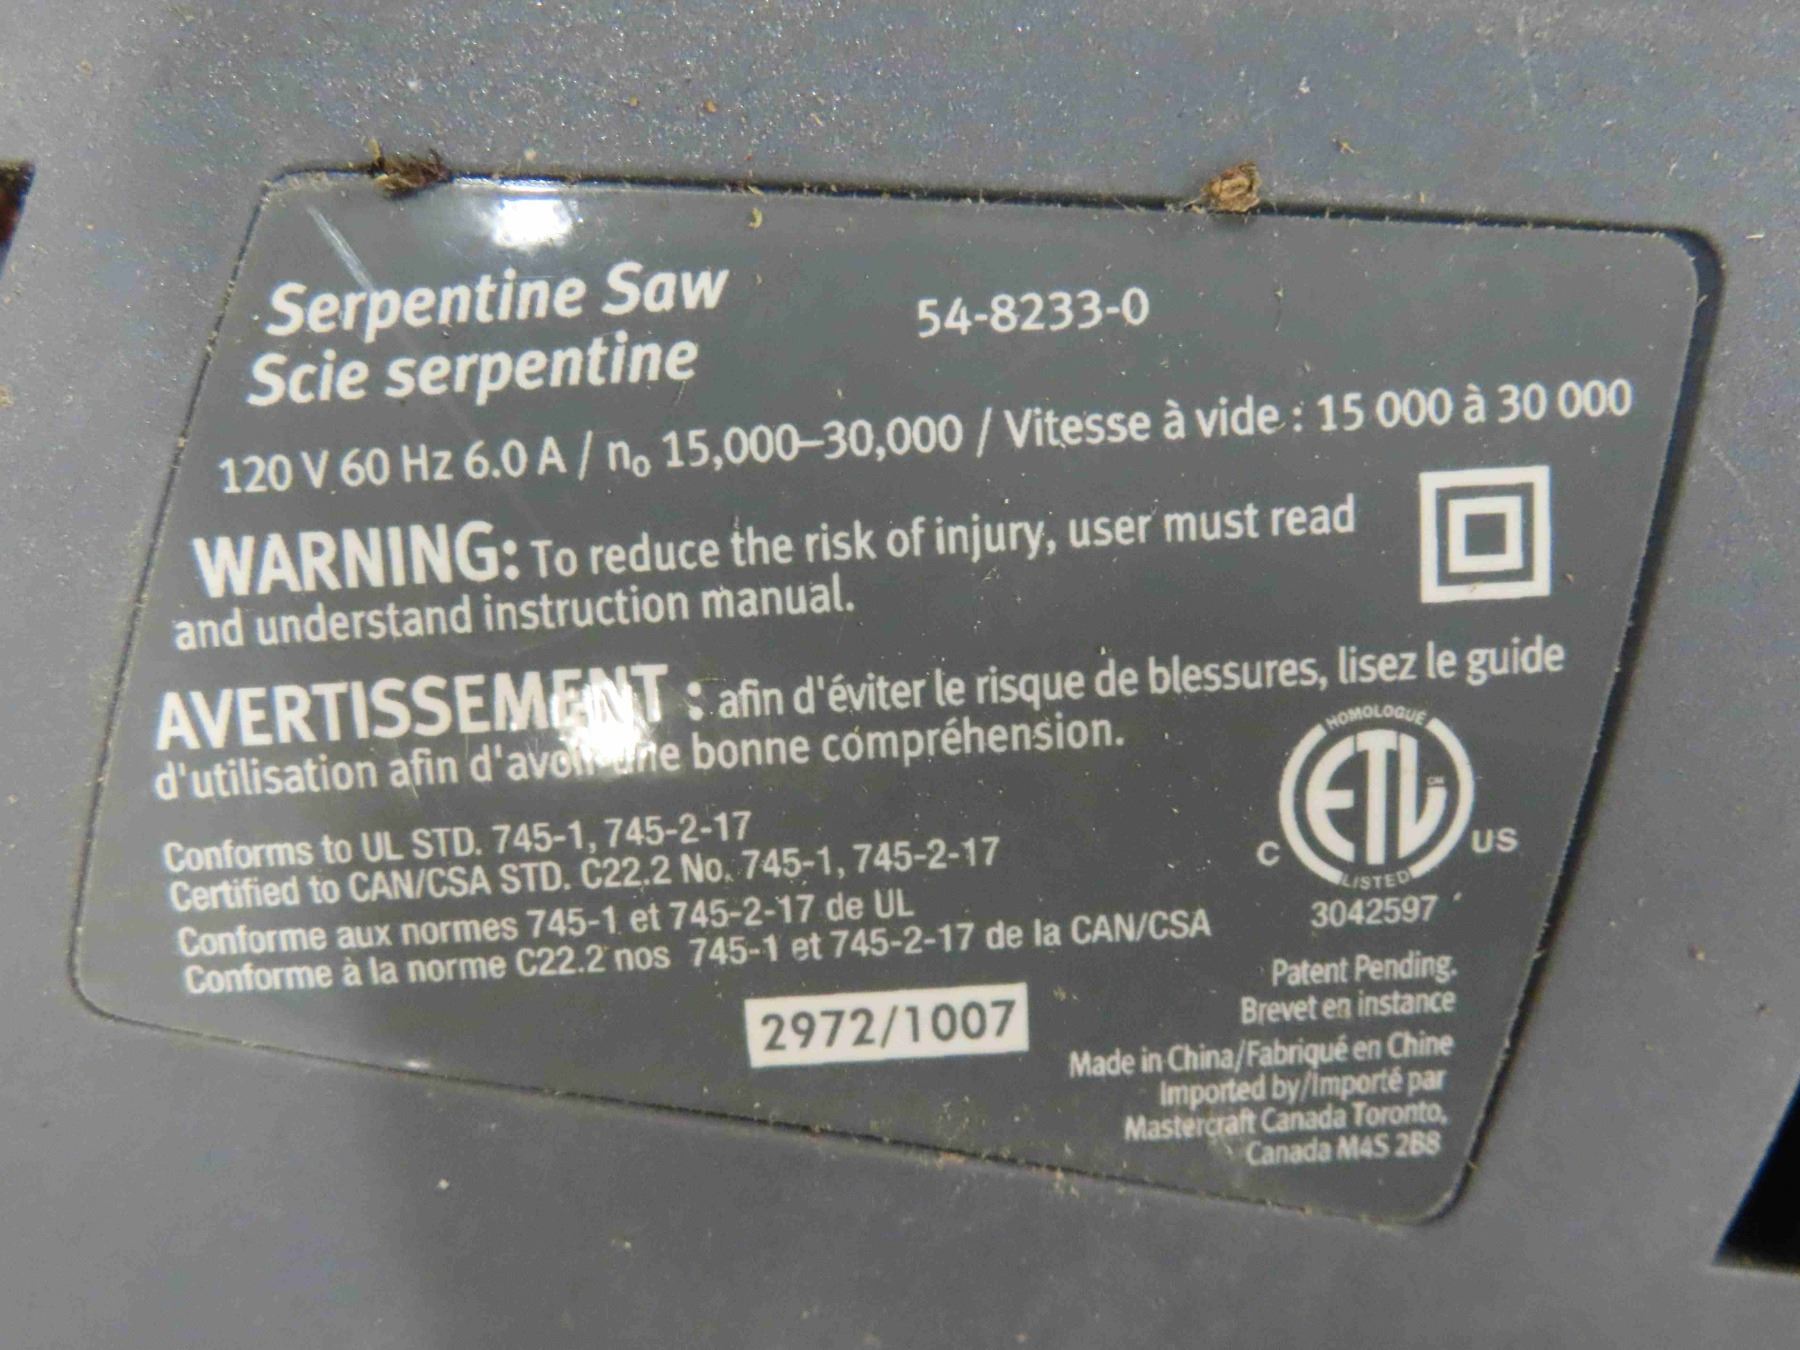 Serpentine Saw
Scie serpentine
54-8233-0
120 V 60 Hz 6.0 A / n₀ 15,000–30,000 / Vitesse à vide : 15 000 à 30 000
WARNING: To reduce the risk of injury, user must read
and understand instruction manual.
AVERTISSEMENT : afin d'éviter le risque de blessures, lisez le guide
d'utilisation afin d'avoir une bonne compréhension.
Conforms to UL STD. 745-1, 745-2-17
Certified to CAN/CSA STD. C22.2 No. 745-1, 745-2-17
Conforme aux normes 745-1 et 745-2-17 de UL
Conforme à la norme C22.2 nos 745-1 et 745-2-17 de la CAN/CSA
HOMOLOGUÉ
ETL CM
C US
LISTED
3042597
Patent Pending.
Brevet en instance
2972/1007
Made in China/Fabriqué en Chine
Imported by/Importé par
Mastercraft Canada Toronto,
Canada M4S 2B8